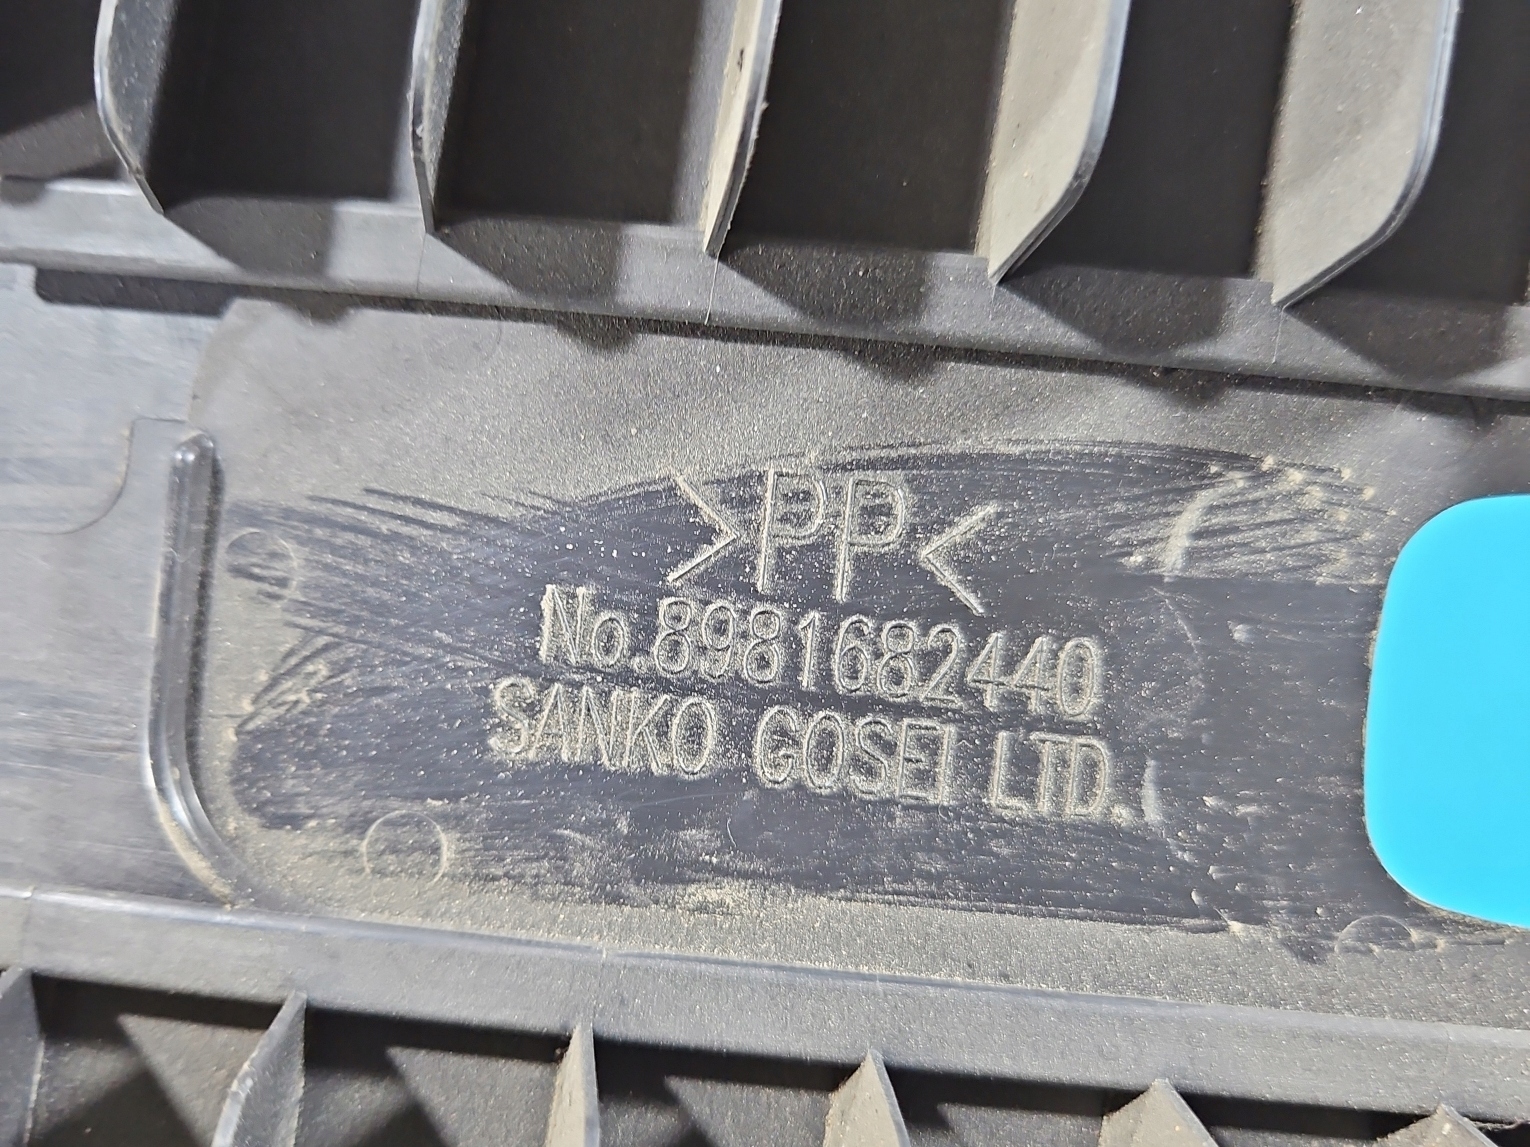 >PP<
No.8981682440
SANKO GOSEI LTD.